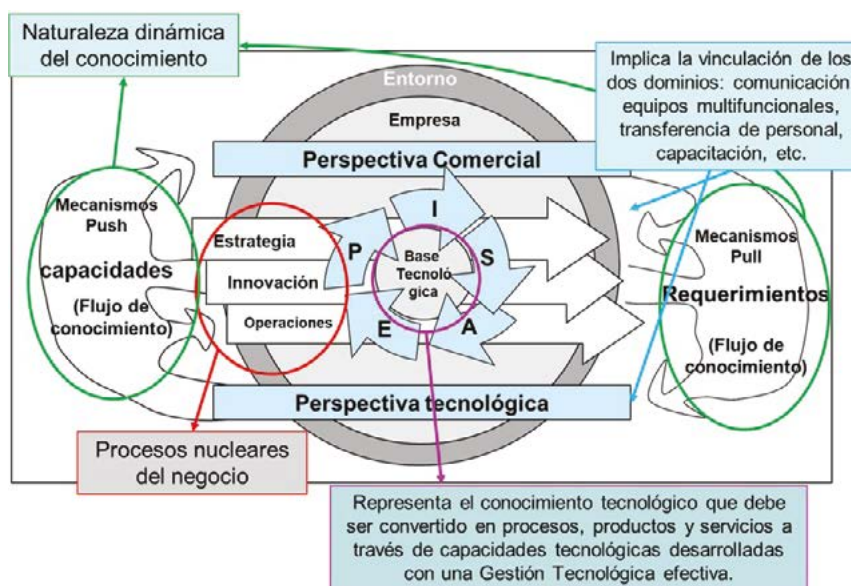 Naturaleza dinámica
del conocimiento
Implica la vinculación de los
dos dominios: comunicación
equipos multifuncionales,
transferencia de personal,
capacitación, etc.
Entorno
Empresa
Perspectiva Comercial
Mecanismos
Push
capacidades
(Flujo de
conocimiento)
Estrategia
Innovación
Operaciones
P
I
S
A
E
Base
Tecnoló
gica
Mecanismos
Pull
Requerimientos
(Flujo de
conocimiento)
Perspectiva tecnológica
Procesos nucleares
del negocio
Representa el conocimiento tecnológico que debe
ser convertido en procesos, productos y servicios a
través de capacidades tecnológicas desarrolladas
con una Gestión Tecnológica efectiva.